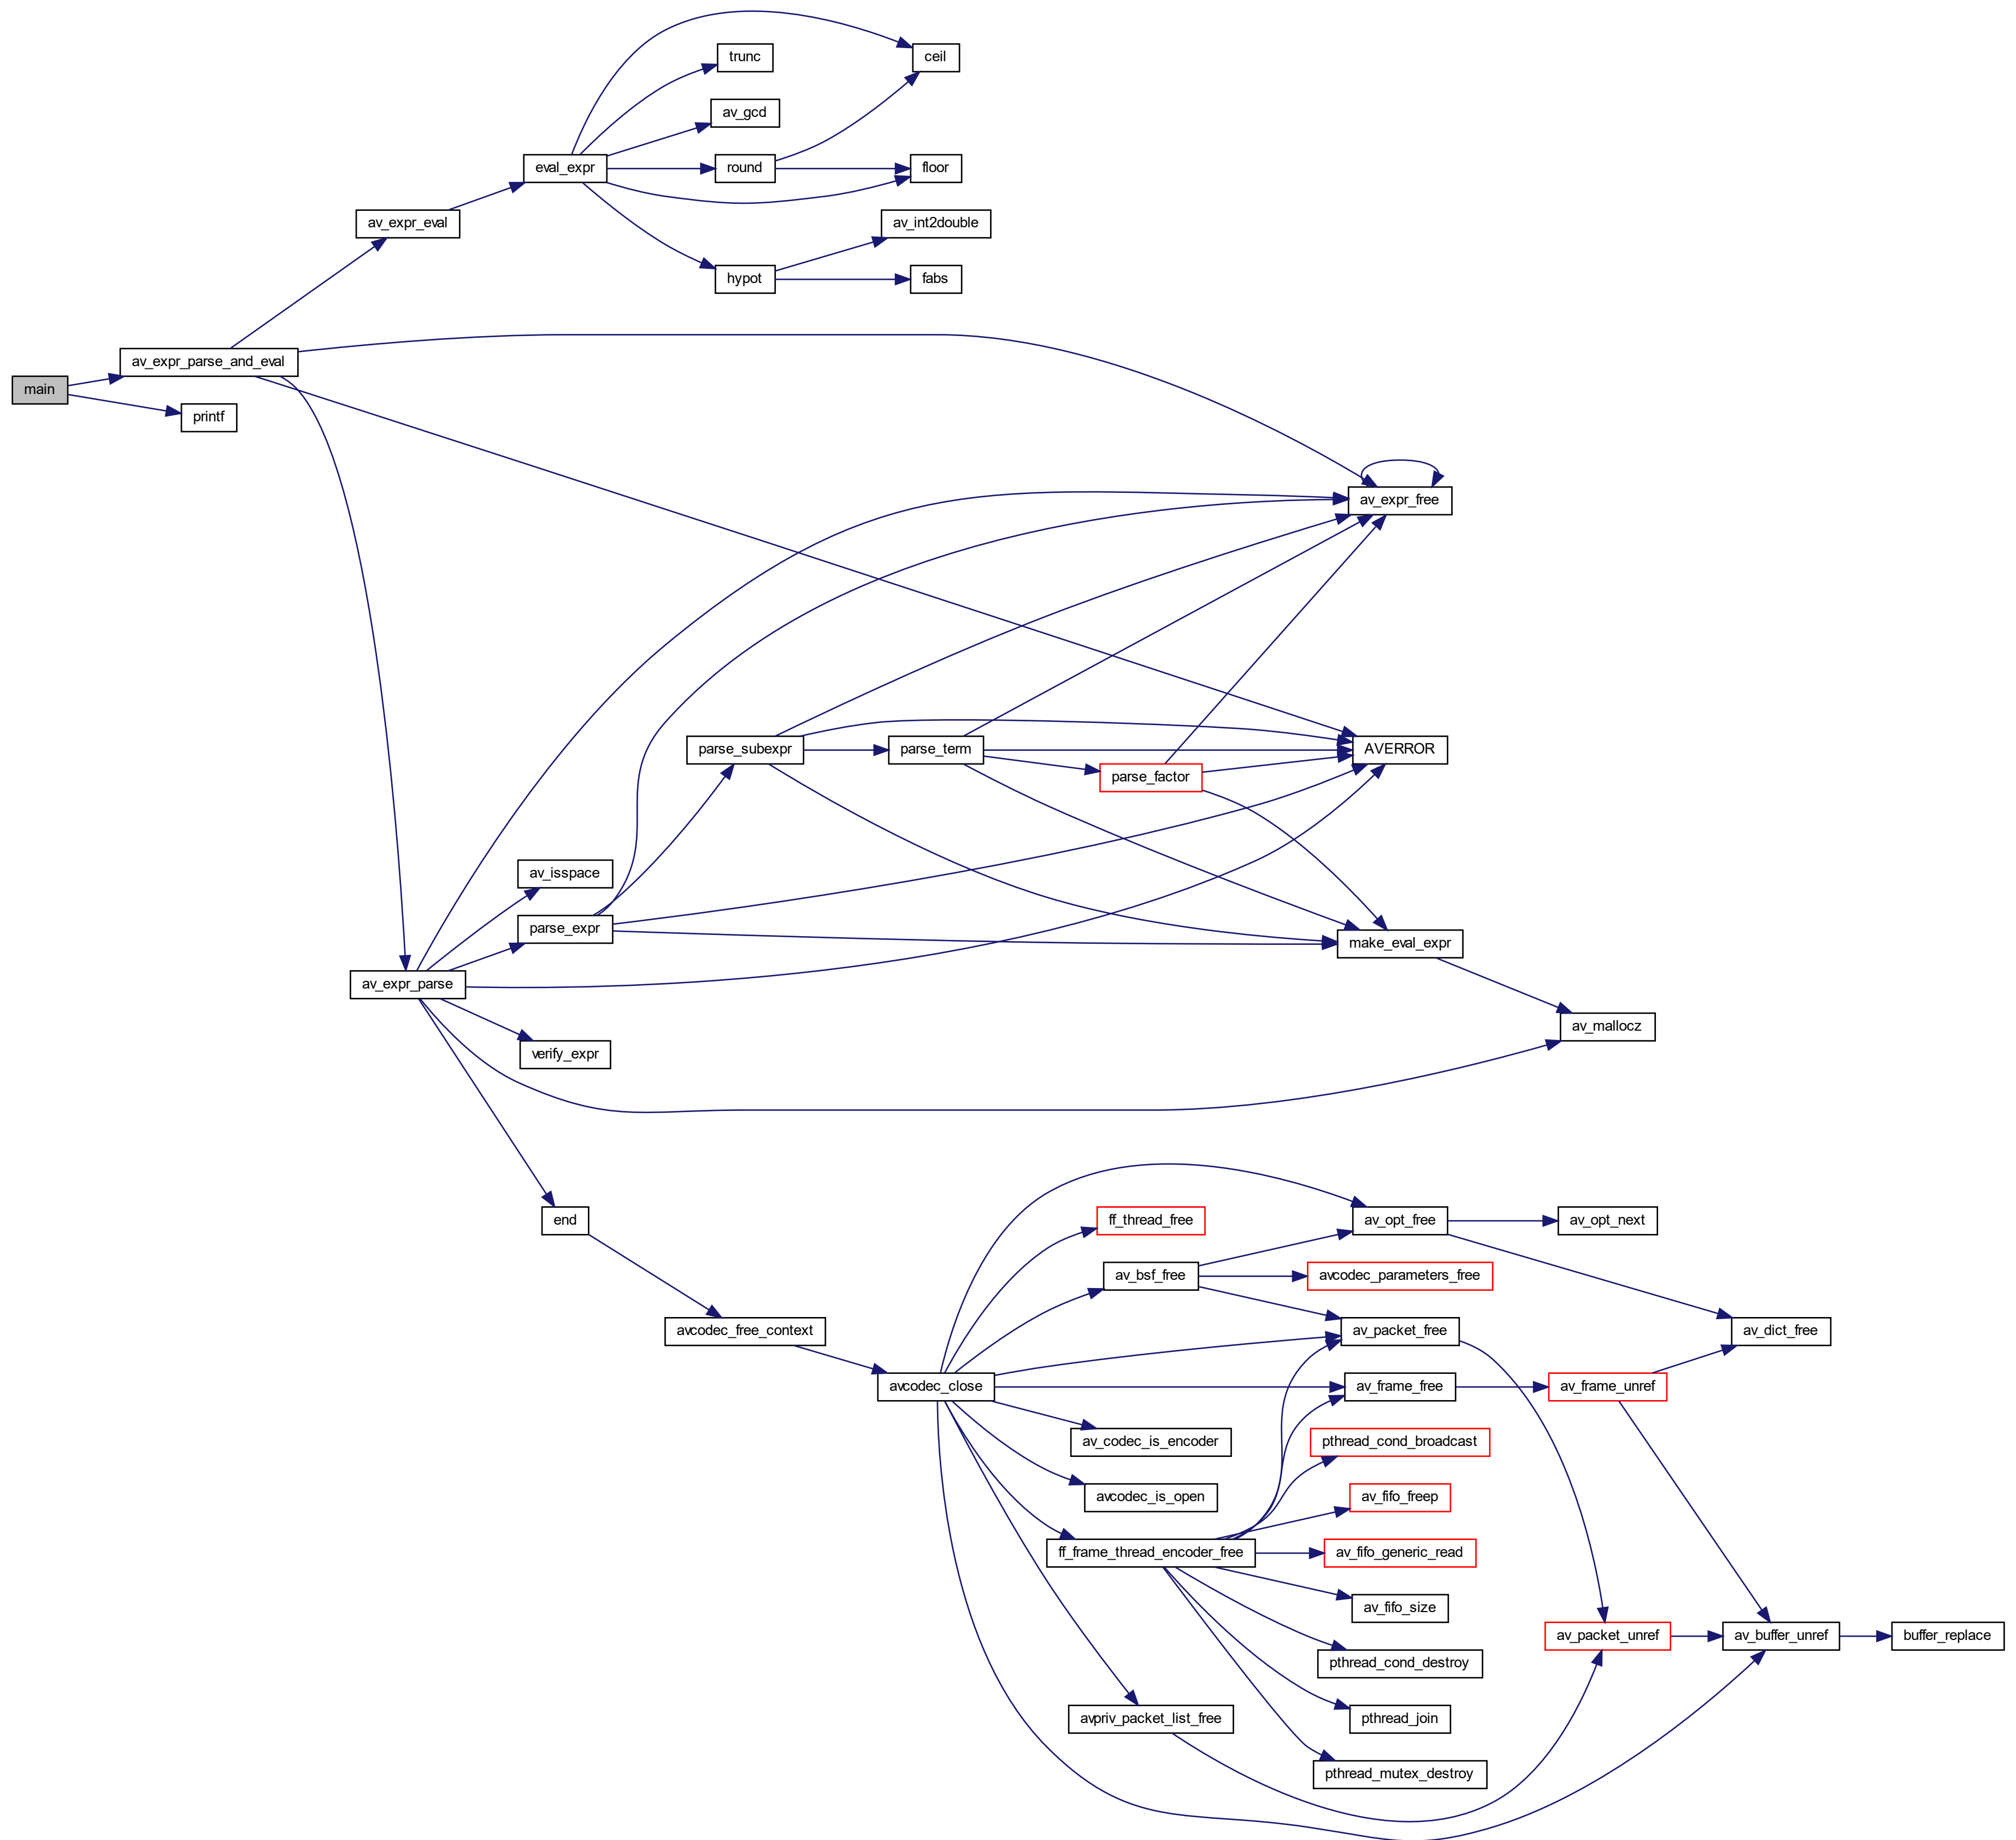 ceil
trunc
av_gcd
eval_expr
round
floor
av_expr_eval
av_int2double
hypot
fabs
av_expr_parse_and_eval
main
printf
av_expr_free
parse_subexpr
parse_term
AVERROR
parse_factor
av_isspace
parse_expr
make_eval_expr
av_expr_parse
av_mallocz
verify_expr
end
ff_thread_free
av_opt_free
av_opt_next
av_bsf_free
avcodec_parameters_free
avcodec_free_context
av_packet_free
av_dict_free
avcodec_close
av_frame_free
av_frame_unref
av_codec_is_encoder
pthread_cond_broadcast
avcodec_is_open
av_fifo_freep
ff_frame_thread_encoder_free
av_fifo_generic_read
av_fifo_size
pthread_cond_destroy
av_packet_unref
av_buffer_unref
buffer_replace
avpriv_packet_list_free
pthread_join
pthread_mutex_destroy